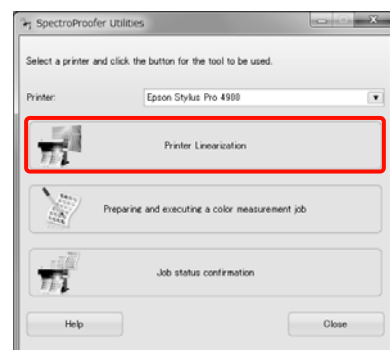 SpectroProofer Utilities
Select a printer and click the button for the tool to be used.
Printer: Epson Stylus Pro 4900
Printer Linearization
Preparing and executing a color measurement job
Job status confirmation
Help Close